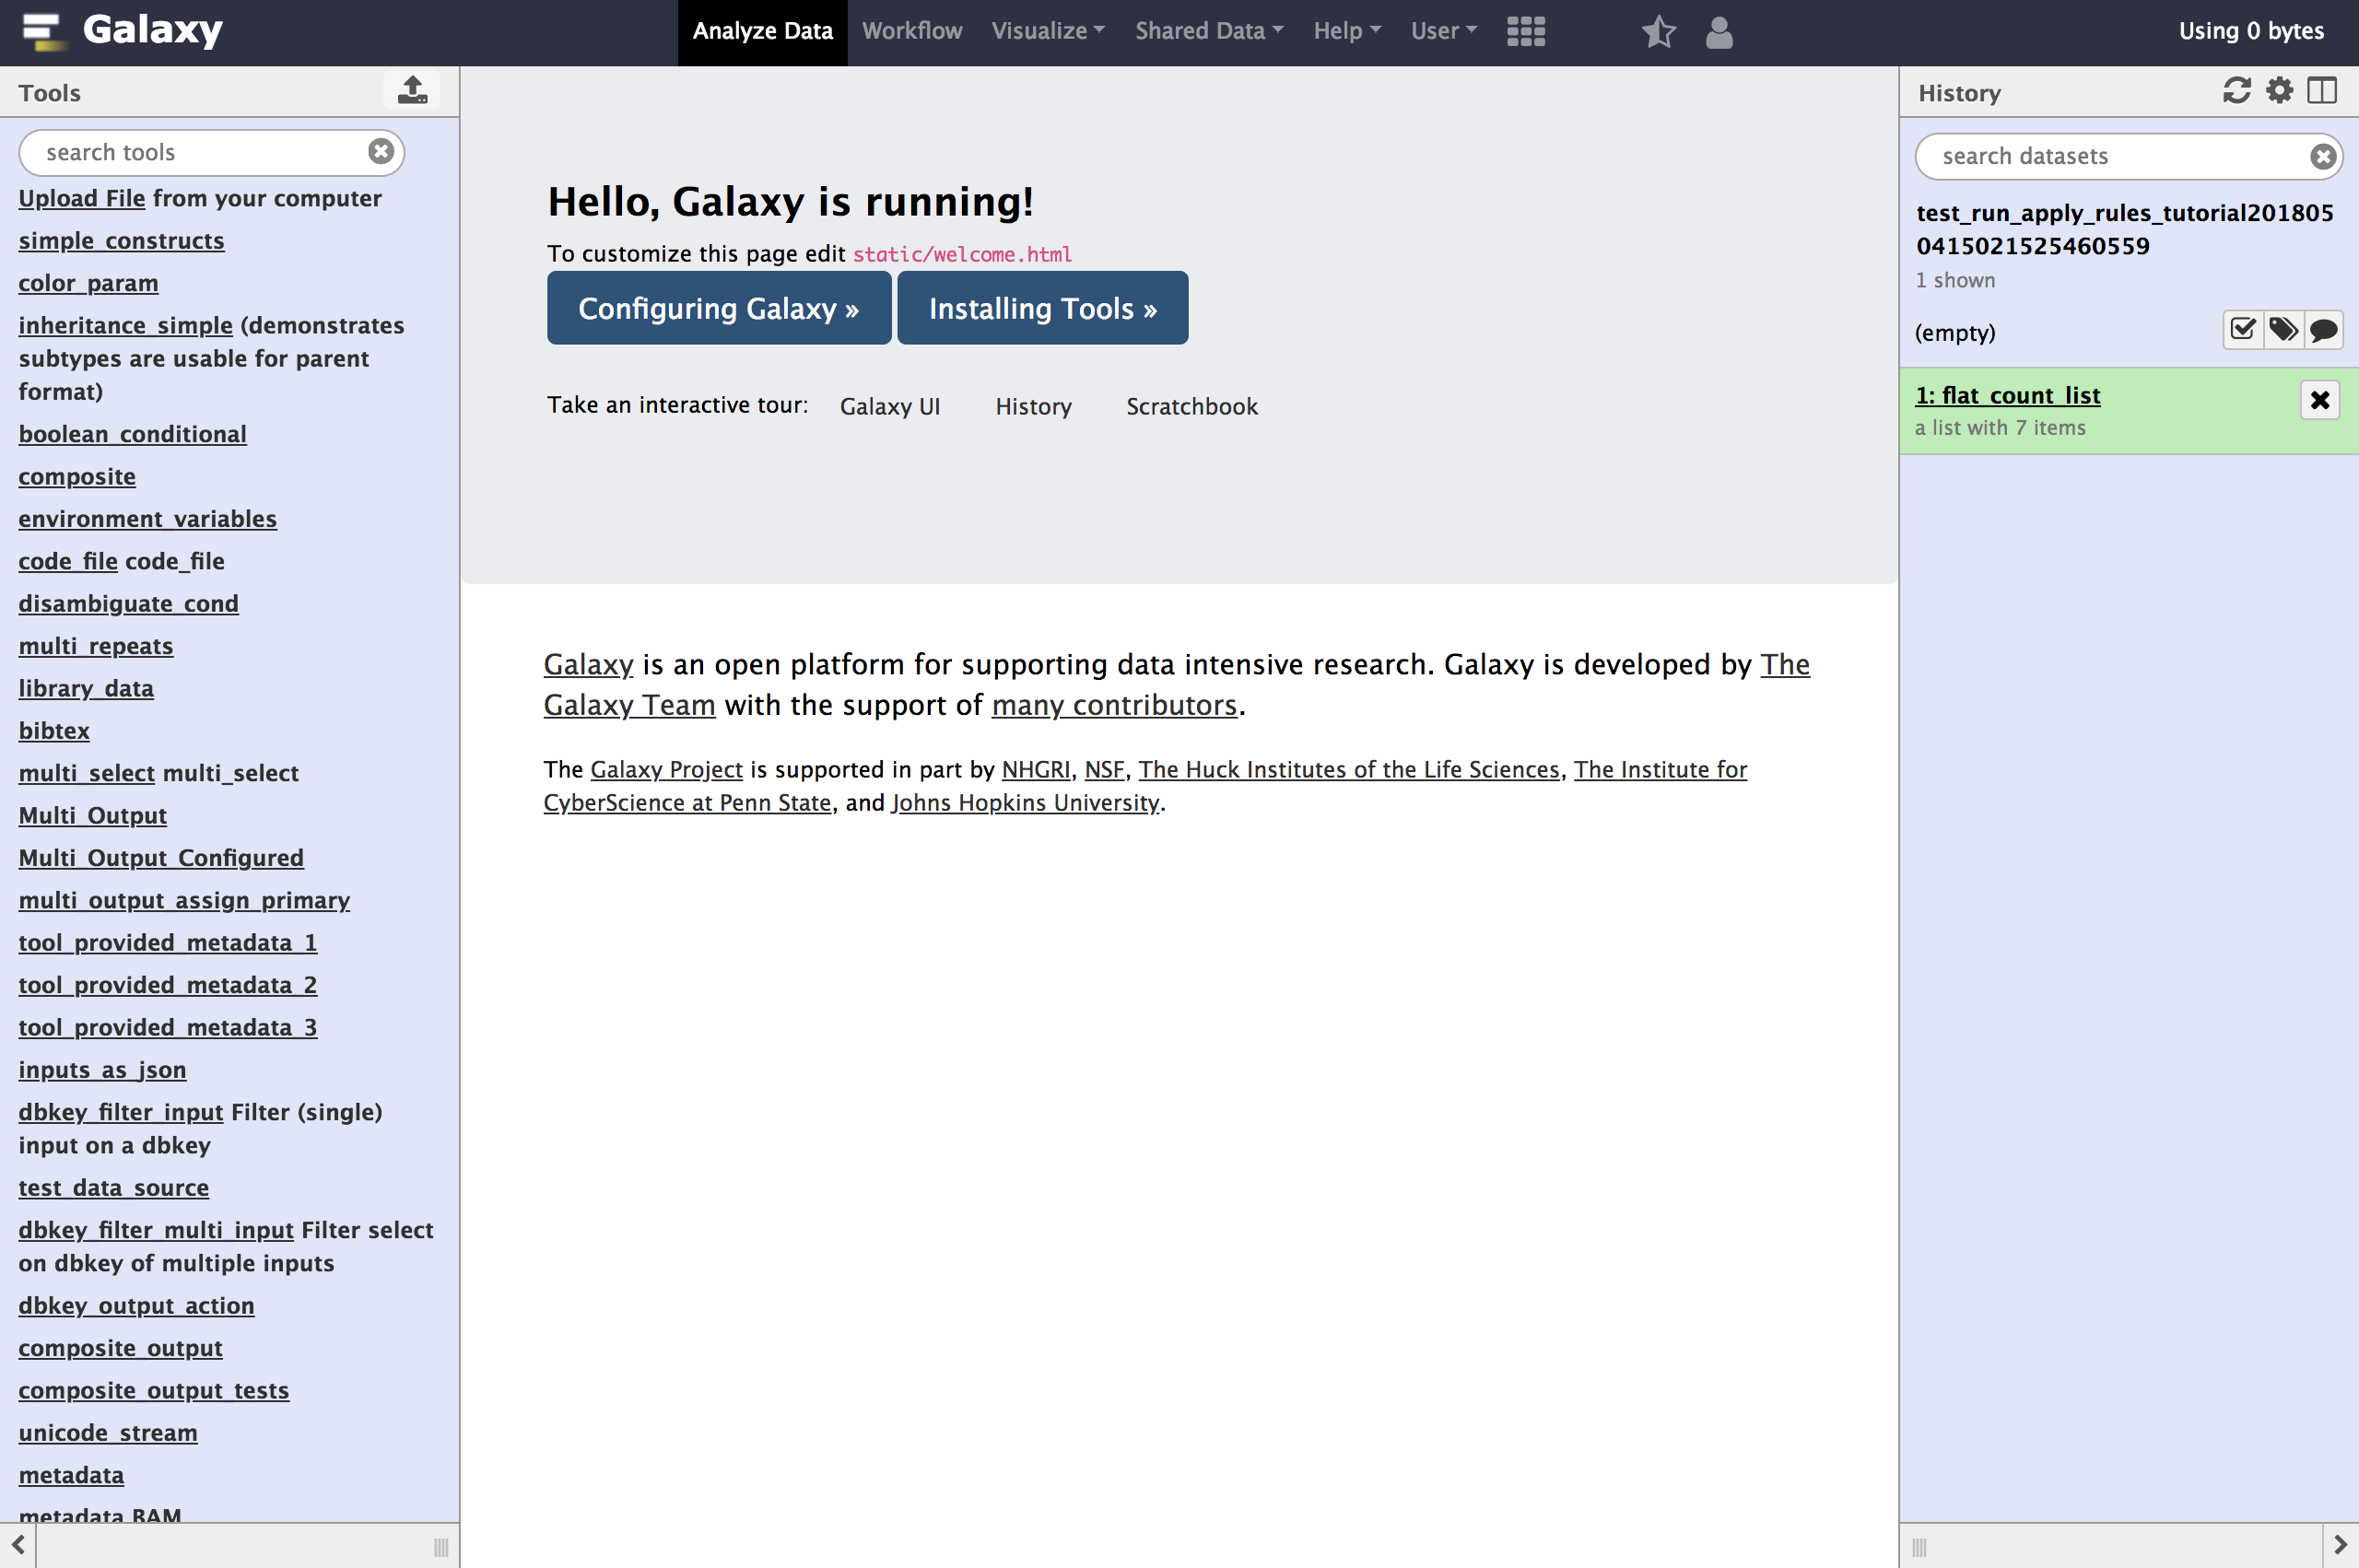 Galaxy
Analyze Data Workflow Visualize Shared Data Help User
Using 0 bytes
Tools
search tools
Upload File from your computer
simple_constructs
color_param
inheritance_simple (demonstrates
subtypes are usable for parent
format)
boolean_conditional
composite
environment_variables
code_file code_file
disambiguate_cond
multi_repeats
library_data
bibtex
multi_select multi_select
Multi_Output
Multi_Output_Configured
multi_output_assign_primary
tool_provided_metadata_1
tool_provided_metadata_2
tool_provided_metadata_3
inputs_as_json
dbkey_filter_input Filter (single)
input on a dbkey
test_data_source
dbkey_filter_multi_input Filter select
on dbkey of multiple inputs
dbkey_output_action
composite_output
composite_output_tests
unicode_stream
metadata
metadata BAM
Hello, Galaxy is running!
To customize this page edit static/welcome.html
Configuring Galaxy » Installing Tools »
Take an interactive tour: Galaxy UI History Scratchbook
Galaxy is an open platform for supporting data intensive research. Galaxy is developed by The
Galaxy Team with the support of many contributors.
The Galaxy Project is supported in part by NHGRI, NSF, The Huck Institutes of the Life Sciences, The Institute for
CyberScience at Penn State, and Johns Hopkins University.
History
search datasets
test_run_apply_rules_tutorial201805
0415021525460559
1 shown
(empty)
1: flat_count_list
a list with 7 items